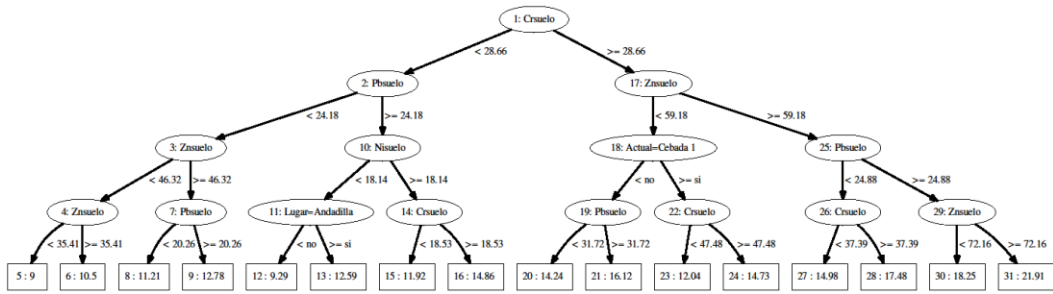 1: Crsuelo
< 28.66 >= 28.66
2: Pbsuelo 17: Znsuelo
< 24.18 >= 24.18 < 59.18 >= 59.18
3: Znsuelo 10: Nisuelo 18: Actual=Cebada 1 25: Pbsuelo
< 46.32 >= 46.32 < 18.14 >= 18.14 < no >= si < 24.88 >= 24.88
4: Znsuelo 7: Pbsuelo 11: Lugar=Andadilla 14: Crsuelo 19: Pbsuelo 22: Crsuelo 26: Crsuelo 29: Znsuelo
< 35.41 >= 35.41 < 20.26 >= 20.26 < no >= si < 18.53 >= 18.53 < 31.72 >= 31.72 < 47.48 >= 47.48 < 37.39 >= 37.39 < 72.16 >= 72.16
5 : 9 6 : 10.5 8 : 11.21 9 : 12.78 12 : 9.29 13 : 12.59 15 : 11.92 16 : 14.86 20 : 14.24 21 : 16.12 23 : 12.04 24 : 14.73 27 : 14.98 28 : 17.48 30 : 18.25 31 : 21.91